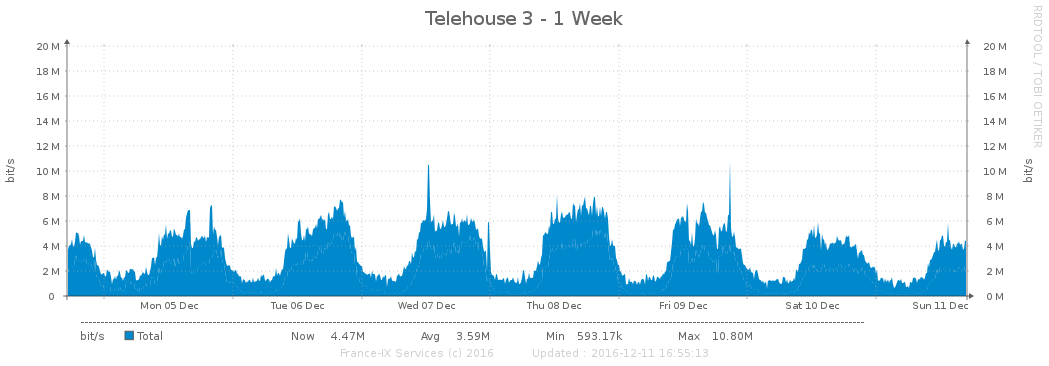 Telehouse 3 - 1 Week
RRDTOOL / TOBI OETIKER
20 M 20 M
18 M 18 M
16 M 16 M
14 M 14 M
12 M 12 M
10 M 10 M
8 M 8 M
6 M 6 M
4 M 4 M
2 M 2 M
0 0 M
bit/s
bit/s
Mon 05 Dec Tue 06 Dec Wed 07 Dec Thu 08 Dec Fri 09 Dec Sat 10 Dec Sun 11 Dec
bit/s Total Now 4.47M Avg 3.59M Min 593.17k Max 10.80M
France-IX Services (c) 2016 Updated : 2016-12-11 16:55:13